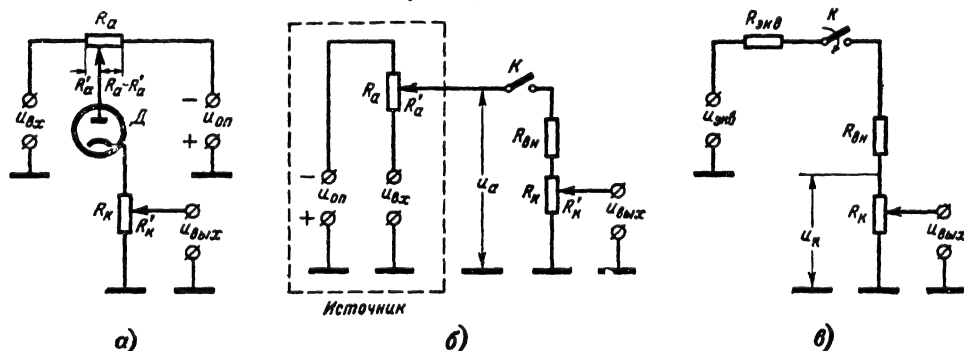 Rа
R'а
Rа-R'а
Д
uвх
−
uоп
+
Rк
R'к
uвых
а)
Rа
R'а
К
−
uоп
+
uвх
uа
Rвн
Rк
R'к
uвых
Источник
б)
Rэкв
К
uэкв
Rвн
Rк
uк
uвых
в)